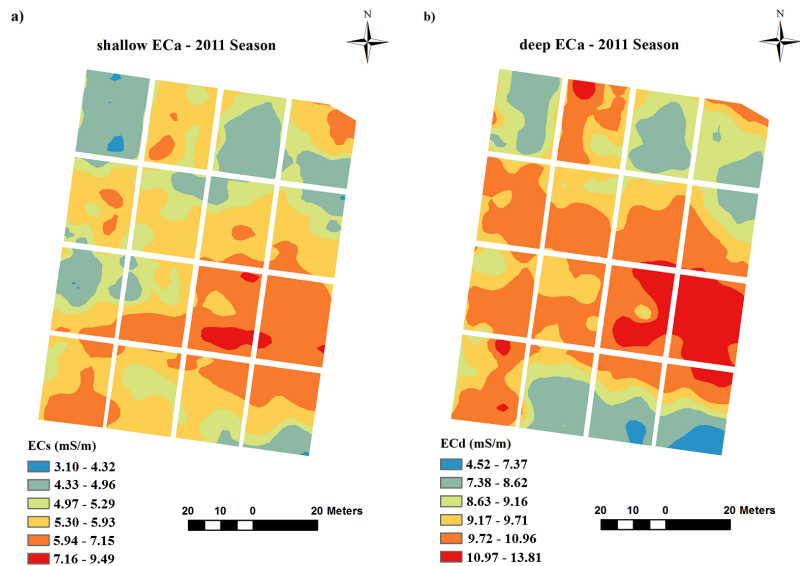 a)
N
shallow ECa - 2011 Season
ECs (mS/m)
3.10 - 4.32
4.33 - 4.96
4.97 - 5.29
5.30 - 5.93
5.94 - 7.15
7.16 - 9.49
20 10 0 20 Meters
b)
N
deep ECa - 2011 Season
ECd (mS/m)
4.52 - 7.37
7.38 - 8.62
8.63 - 9.16
9.17 - 9.71
9.72 - 10.96
10.97 - 13.81
20 10 0 20 Meters